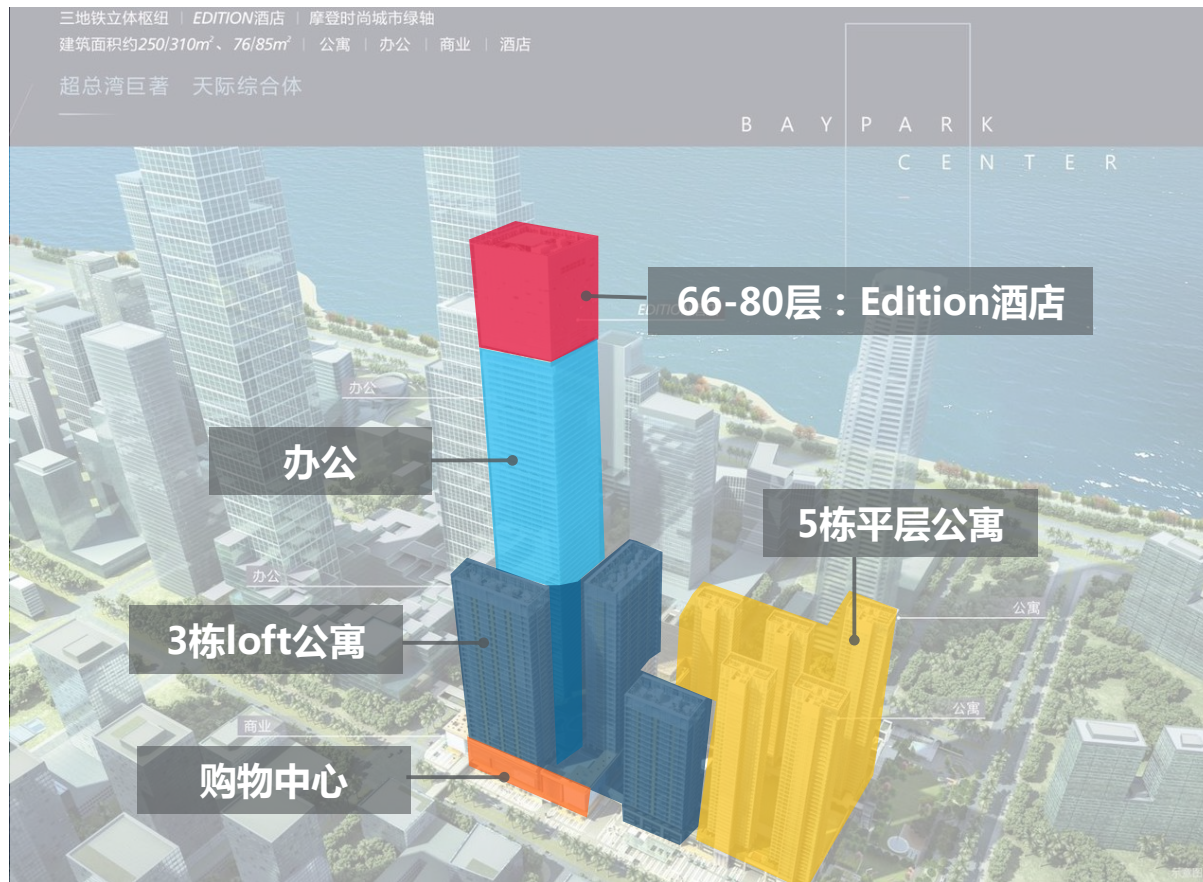 三地铁立体枢纽 | EDITION酒店 | 摩登时尚城市绿轴
建筑面积约250/310㎡、76/85㎡ | 公寓 | 办公 | 商业 | 酒店
超总湾巨著 天际综合体
BAYPARK
CENTER
66-80层：Edition酒店
办公
办公
5栋平层公寓
办公
公寓
3栋loft公寓
公寓
商业
购物中心